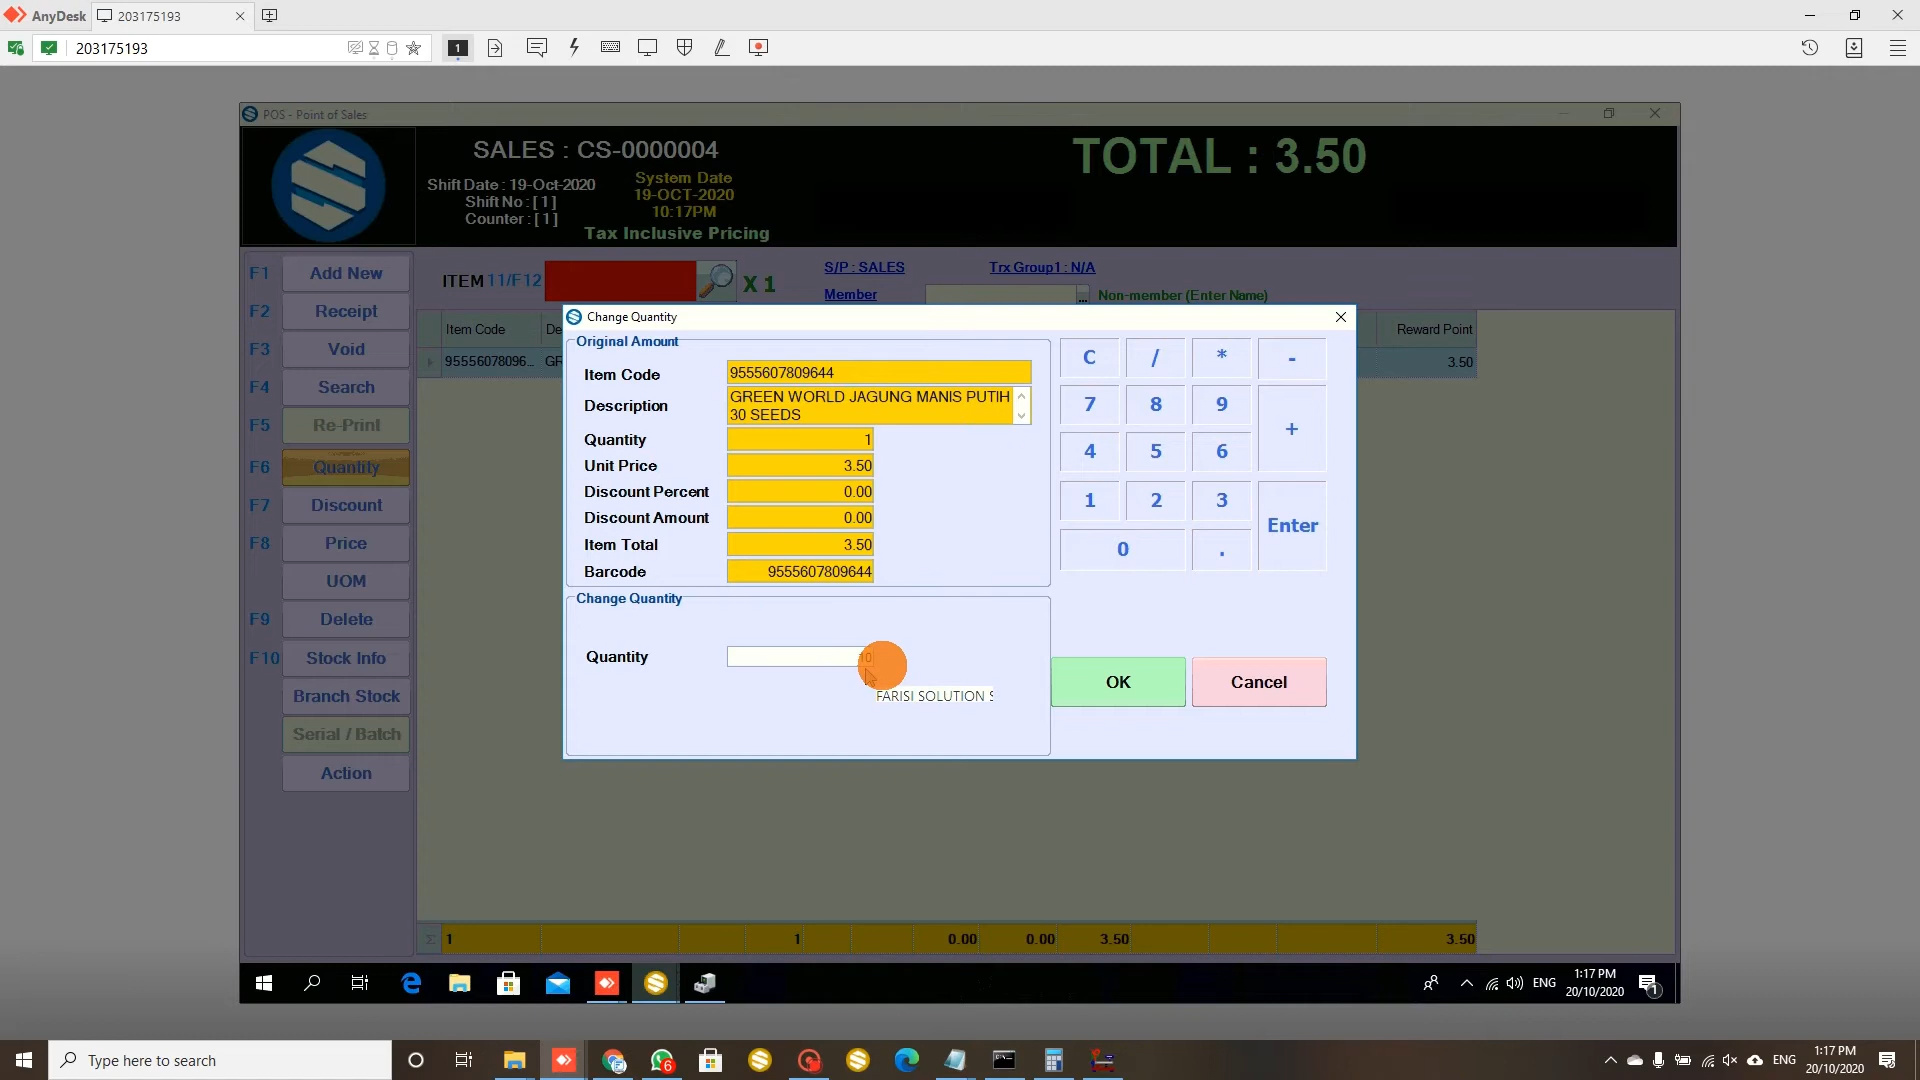 AnyDesk
203175193
203175193
1
POS - Point of Sales
SALES : CS-0000004
TOTAL : 3.50
Shift Date : 19-Oct-2020
Shift No : [ 1 ]
Counter : [ 1 ]
System Date
19-OCT-2020
10:17PM
Tax Inclusive Pricing
F1 Add New
F2 Receipt
F3 Void
F4 Search
F5 Re-Print
F6 Quantity
F7 Discount
F8 Price
UOM
F9 Delete
F10 Stock Info
Branch Stock
Serial / Batch
Action
ITEM 11/F12
X 1
S/P : SALES
Trx Group1 : N/A
Member
...
Non-member (Enter Name)
Item Code
De
Reward Point
95556078096...
GR
3.50
Change Quantity
Original Amount
Item Code 9555607809644
Description GREEN WORLD JAGUNG MANIS PUTIH
30 SEEDS
Quantity 1
Unit Price 3.50
Discount Percent 0.00
Discount Amount 0.00
Item Total 3.50
Barcode 9555607809644
C / * -
7 8 9 +
4 5 6
1 2 3 Enter
0 .
Change Quantity
Quantity 10
FARISI SOLUTION S
OK
Cancel
Σ 1 1 0.00 0.00 3.50 3.50
ENG
1:17 PM
20/10/2020
1
Type here to search
6
ENG
1:17 PM
20/10/2020